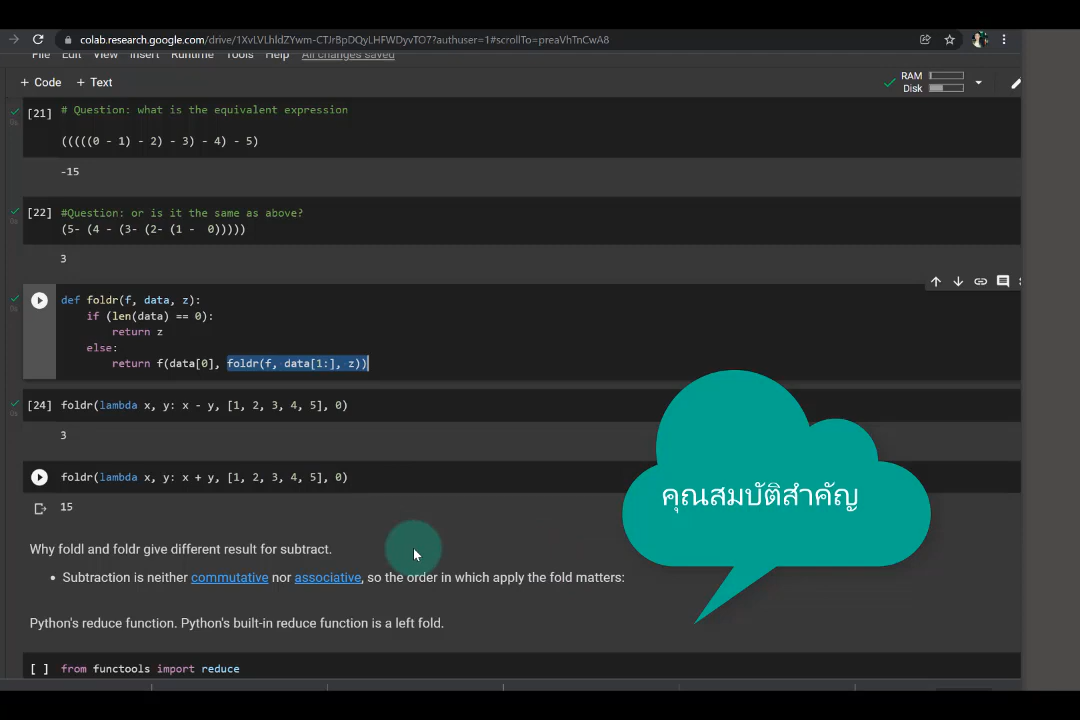 colab.research.google.com/drive/1XvLVLhldZYwm-CTJrBpDQyLHFWDyvTO7?authuser=1#scrollTo=preaVhTnCwA8
File Edit View Insert Runtime Tools Help All changes saved
+ Code + Text
RAM
Disk
[21] # Question: what is the equivalent expression
(((((0 - 1) - 2) - 3) - 4) - 5)
-15
[22] #Question: or is it the same as above?
(5- (4 - (3- (2- (1 - 0)))))
3
def foldr(f, data, z):
if (len(data) == 0):
return z
else:
return f(data[0], foldr(f, data[1:], z))
[24] foldr(lambda x, y: x - y, [1, 2, 3, 4, 5], 0)
3
foldr(lambda x, y: x + y, [1, 2, 3, 4, 5], 0)
15
คุณสมบัติสำคัญ
Why foldl and foldr give different result for subtract.
• Subtraction is neither commutative nor associative, so the order in which apply the fold matters:
Python's reduce function. Python's built-in reduce function is a left fold.
[ ] from functools import reduce